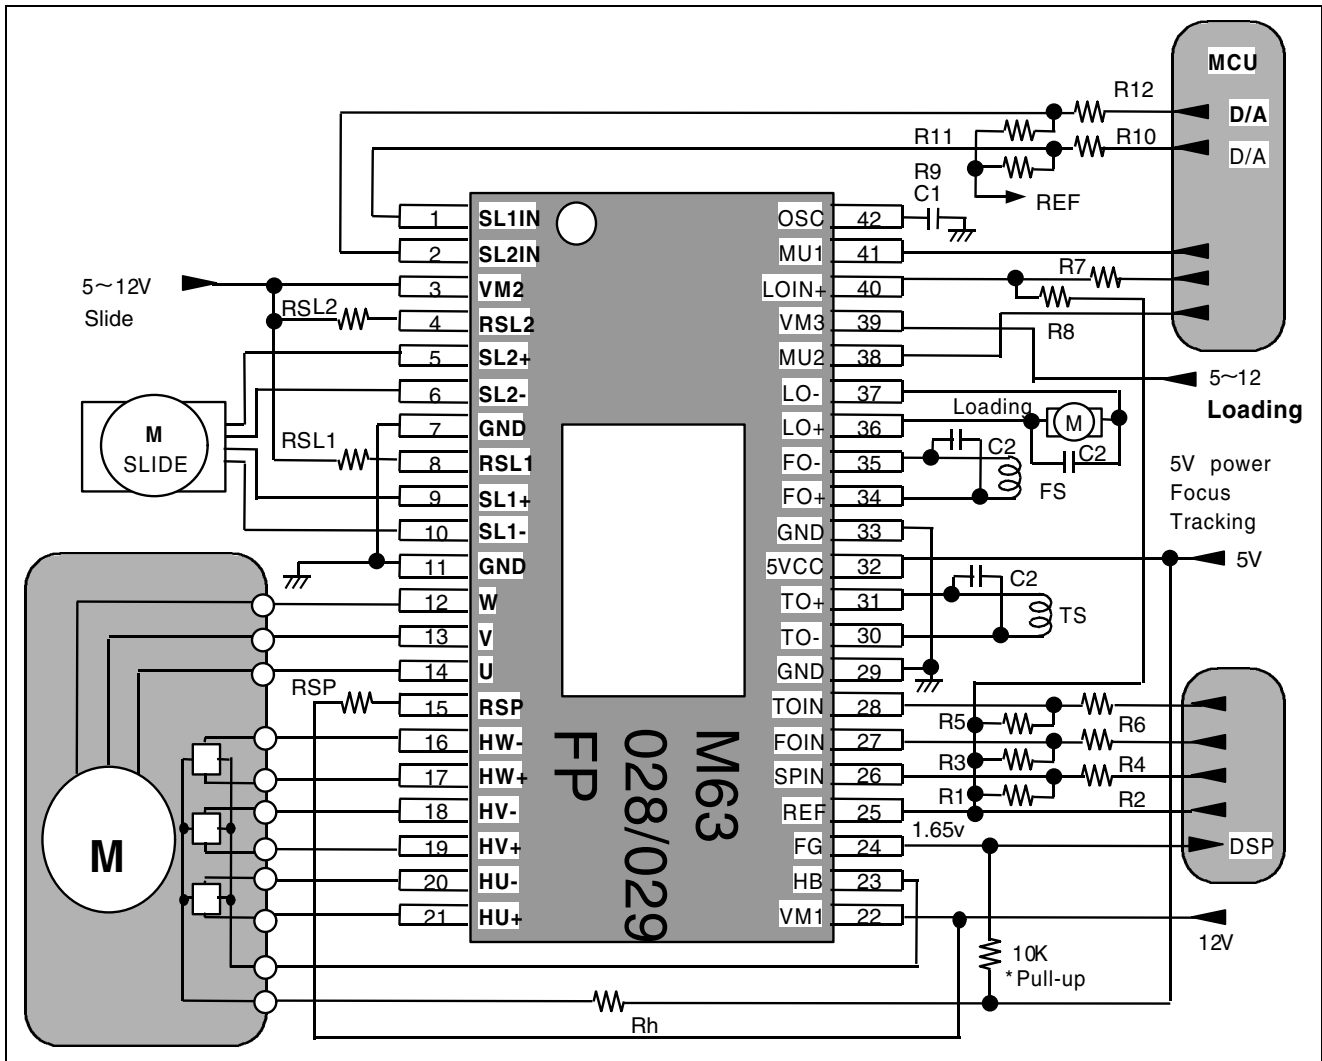 MCU
R12
D/A
R11
R10
D/A
R9
C1
REF
1 SL1IN
2 SL2IN
3 VM2
4 RSL2
5 SL2+
6 SL2-
7 GND
8 RSL1
9 SL1+
10 SL1-
11 GND
12 W
13 V
14 U
15 RSP
16 HW-
17 HW+
18 HV-
19 HV+
20 HU-
21 HU+
OSC 42
MU1 41
LOIN+ 40
VM3 39
MU2 38
LO- 37
LO+ 36
FO- 35
FO+ 34
GND 33
5VCC 32
TO+ 31
TO- 30
GND 29
TOIN 28
FOIN 27
SPIN 26
REF 25
FG 24
HB 23
VM1 22
M63
028/029
FP
5~12V
Slide
RSL2
RSL1
M
SLIDE
RSP
M
R7
R8
5~12
Loading
Loading
M
C2
C2
FS
5V power
Focus
Tracking
5V
C2
TS
R5
R6
R3
R4
R1
R2
1.65v
DSP
12V
10K
*Pull-up
Rh